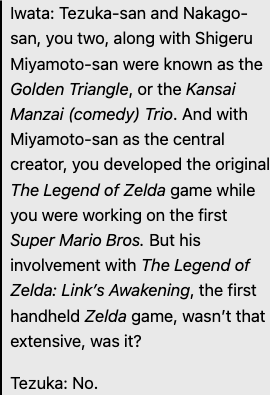 Iwata: Tezuka-san and Nakago-
san, you two, along with Shigeru
Miyamoto-san were known as the
Golden Triangle, or the Kansai
Manzai (comedy) Trio. And with
Miyamoto-san as the central
creator, you developed the original
The Legend of Zelda game while
you were working on the first
Super Mario Bros. But his
involvement with The Legend of
Zelda: Link’s Awakening, the first
handheld Zelda game, wasn’t that
extensive, was it?
Tezuka: No.